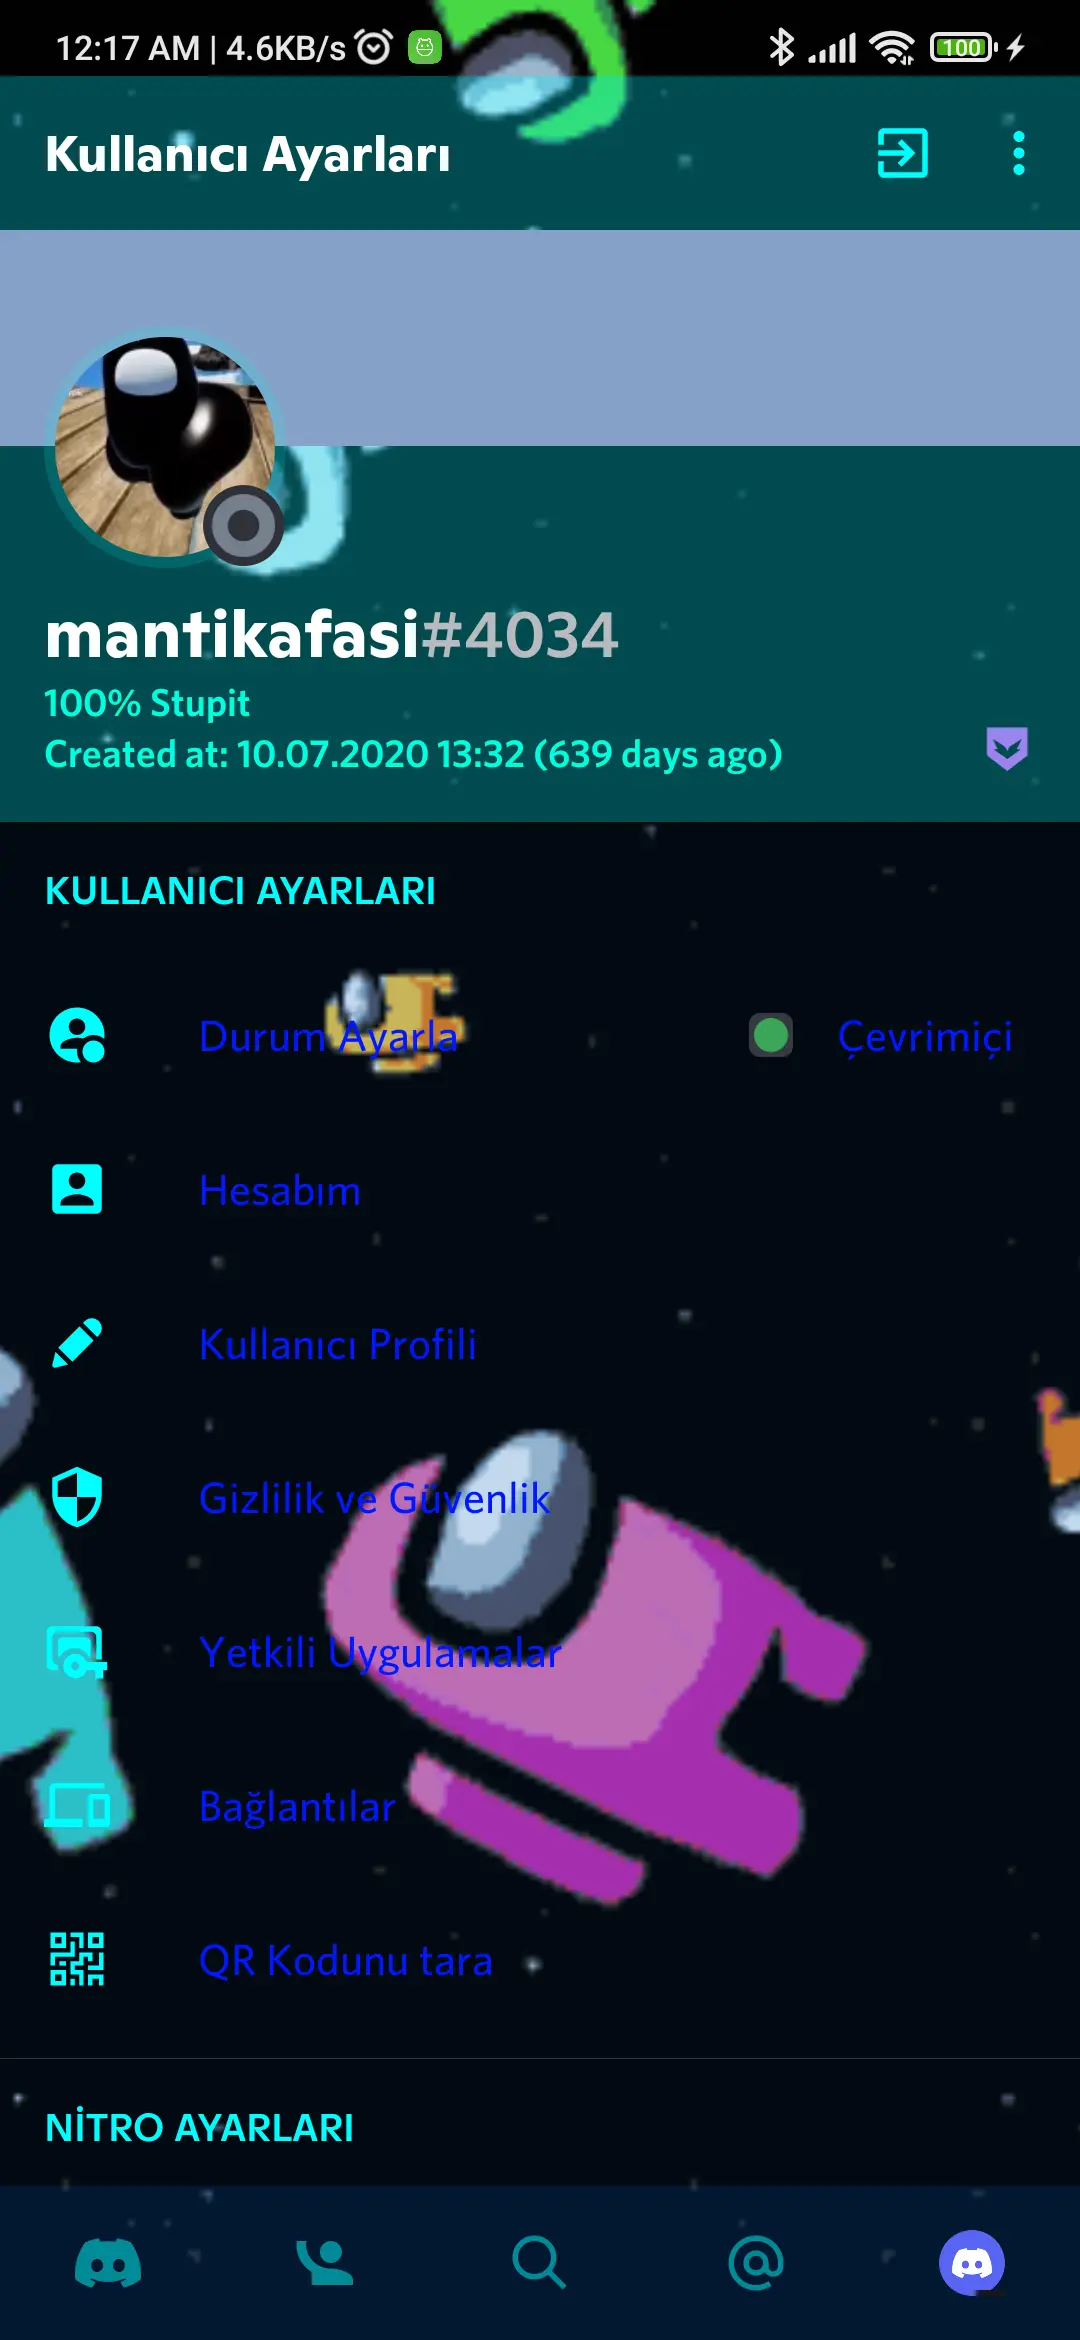 12:17 AM | 4.6KB/s 100
Kullanıcı Ayarları
mantikafasi#4034
100% Stupit
Created at: 10.07.2020 13:32 (639 days ago)
KULLANICI AYARLARI
Durum Ayarla Çevrimiçi
Hesabım
Kullanıcı Profili
Gizlilik ve Güvenlik
Yetkili Uygulamalar
Bağlantılar
QR Kodunu tara
NİTRO AYARLARI